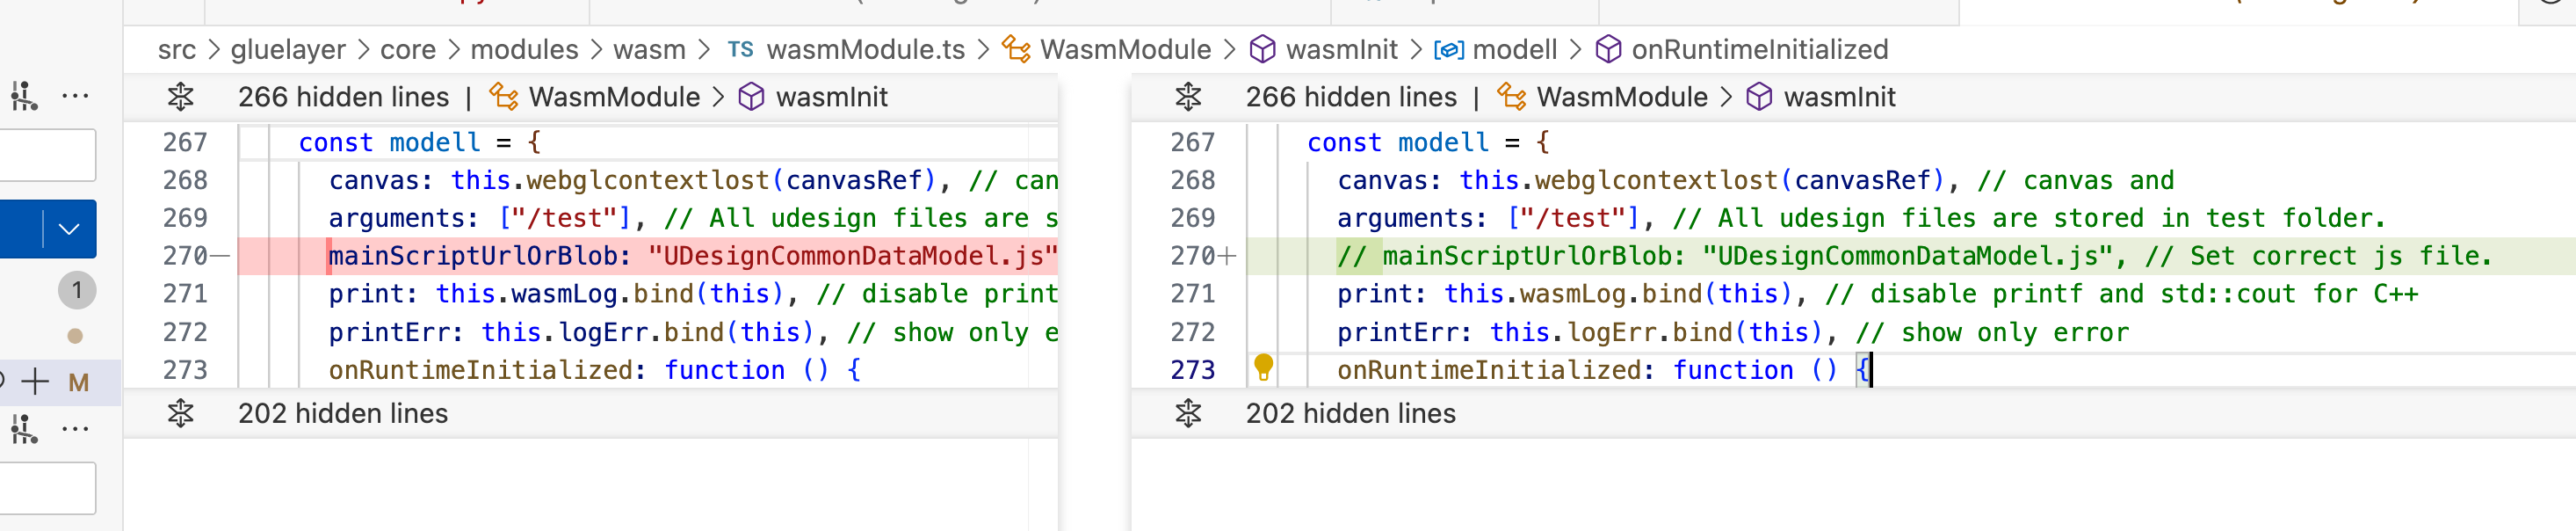 src > gluelayer > core > modules > wasm > TS wasmModule.ts > WasmModule > wasmInit > modell > onRuntimeInitialized
266 hidden lines | WasmModule > wasmInit
267 const modell = {
268 canvas: this.webglcontextlost(canvasRef), // can
269 arguments: ["/test"], // All udesign files are s
270— mainScriptUrlOrBlob: "UDesignCommonDataModel.js"
271 print: this.wasmLog.bind(this), // disable print
272 printErr: this.logErr.bind(this), // show only e
273 onRuntimeInitialized: function () {
202 hidden lines
266 hidden lines | WasmModule > wasmInit
267 const modell = {
268 canvas: this.webglcontextlost(canvasRef), // canvas and
269 arguments: ["/test"], // All udesign files are stored in test folder.
270+ // mainScriptUrlOrBlob: "UDesignCommonDataModel.js", // Set correct js file.
271 print: this.wasmLog.bind(this), // disable printf and std::cout for C++
272 printErr: this.logErr.bind(this), // show only error
273 onRuntimeInitialized: function () {
202 hidden lines
1
M